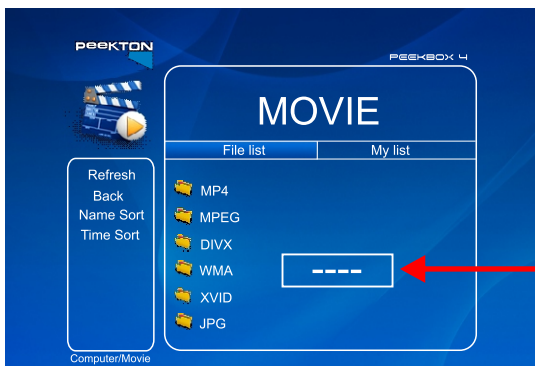 PeeKTON
PEEKBOX 4
MOVIE
File list
My list
Refresh
Back
Name Sort
Time Sort
MP4
MPEG
DIVX
WMA
XVID
JPG
----
Computer/Movie